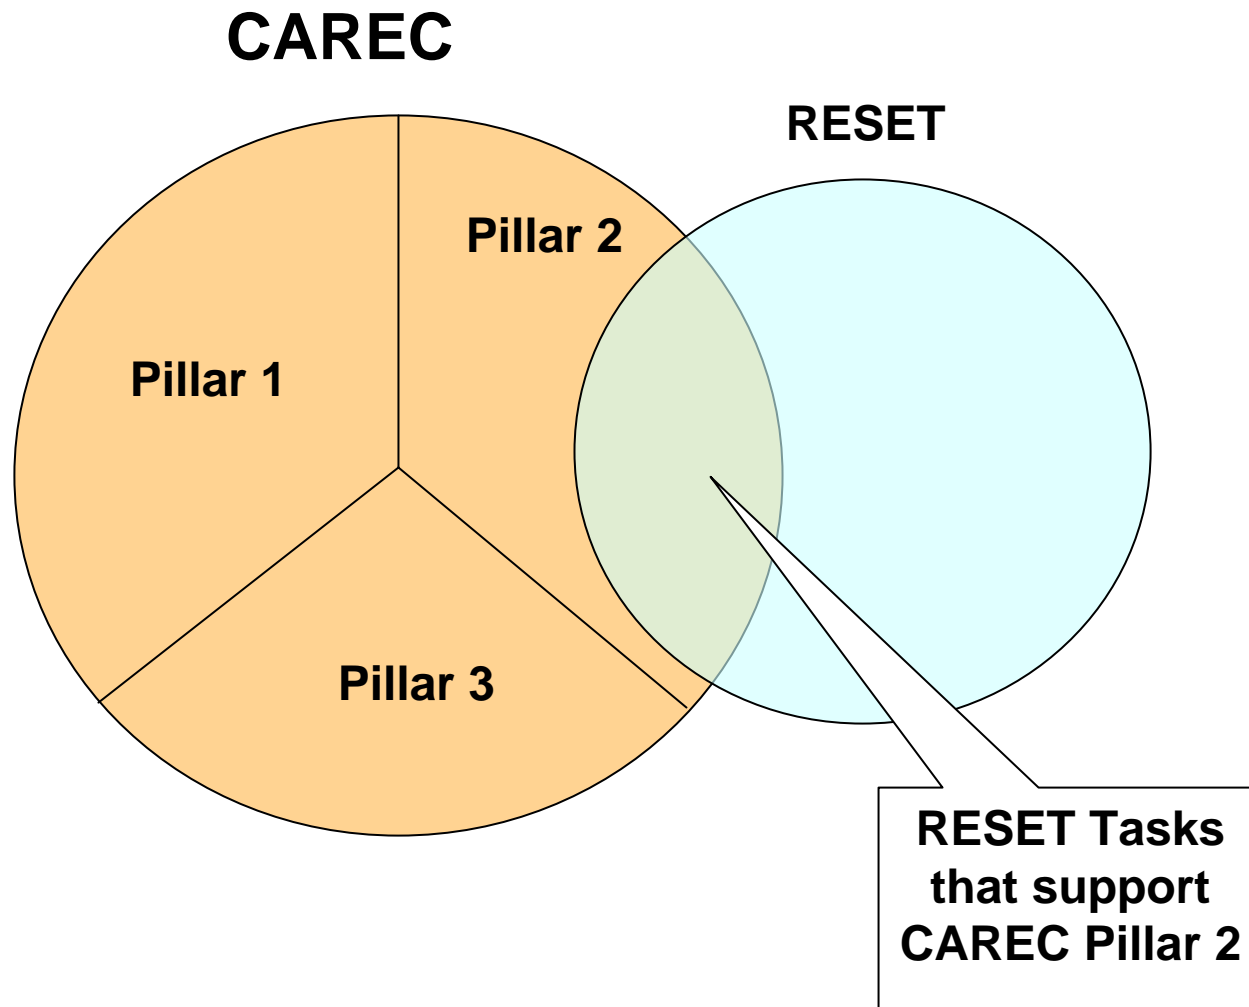 CAREC
RESET
Pillar 2
Pillar 1
Pillar 3
RESET Tasks
that support
CAREC Pillar 2